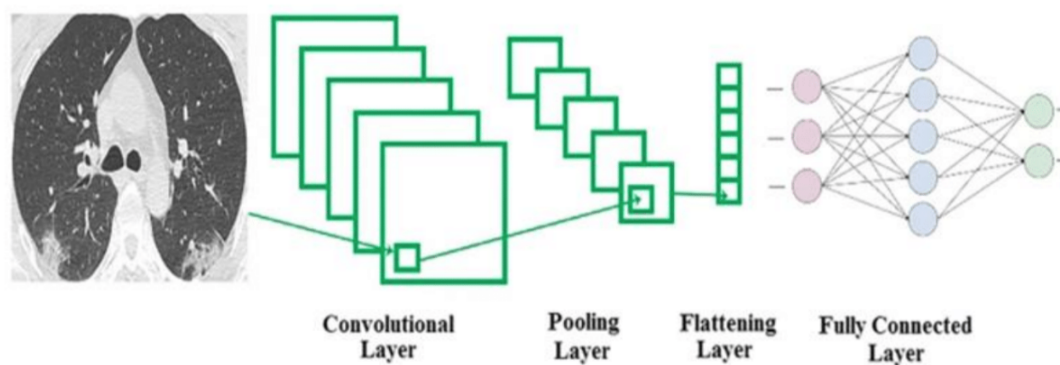 Convolutional
Layer
Pooling
Layer
Flattening
Layer
Fully Connected
Layer